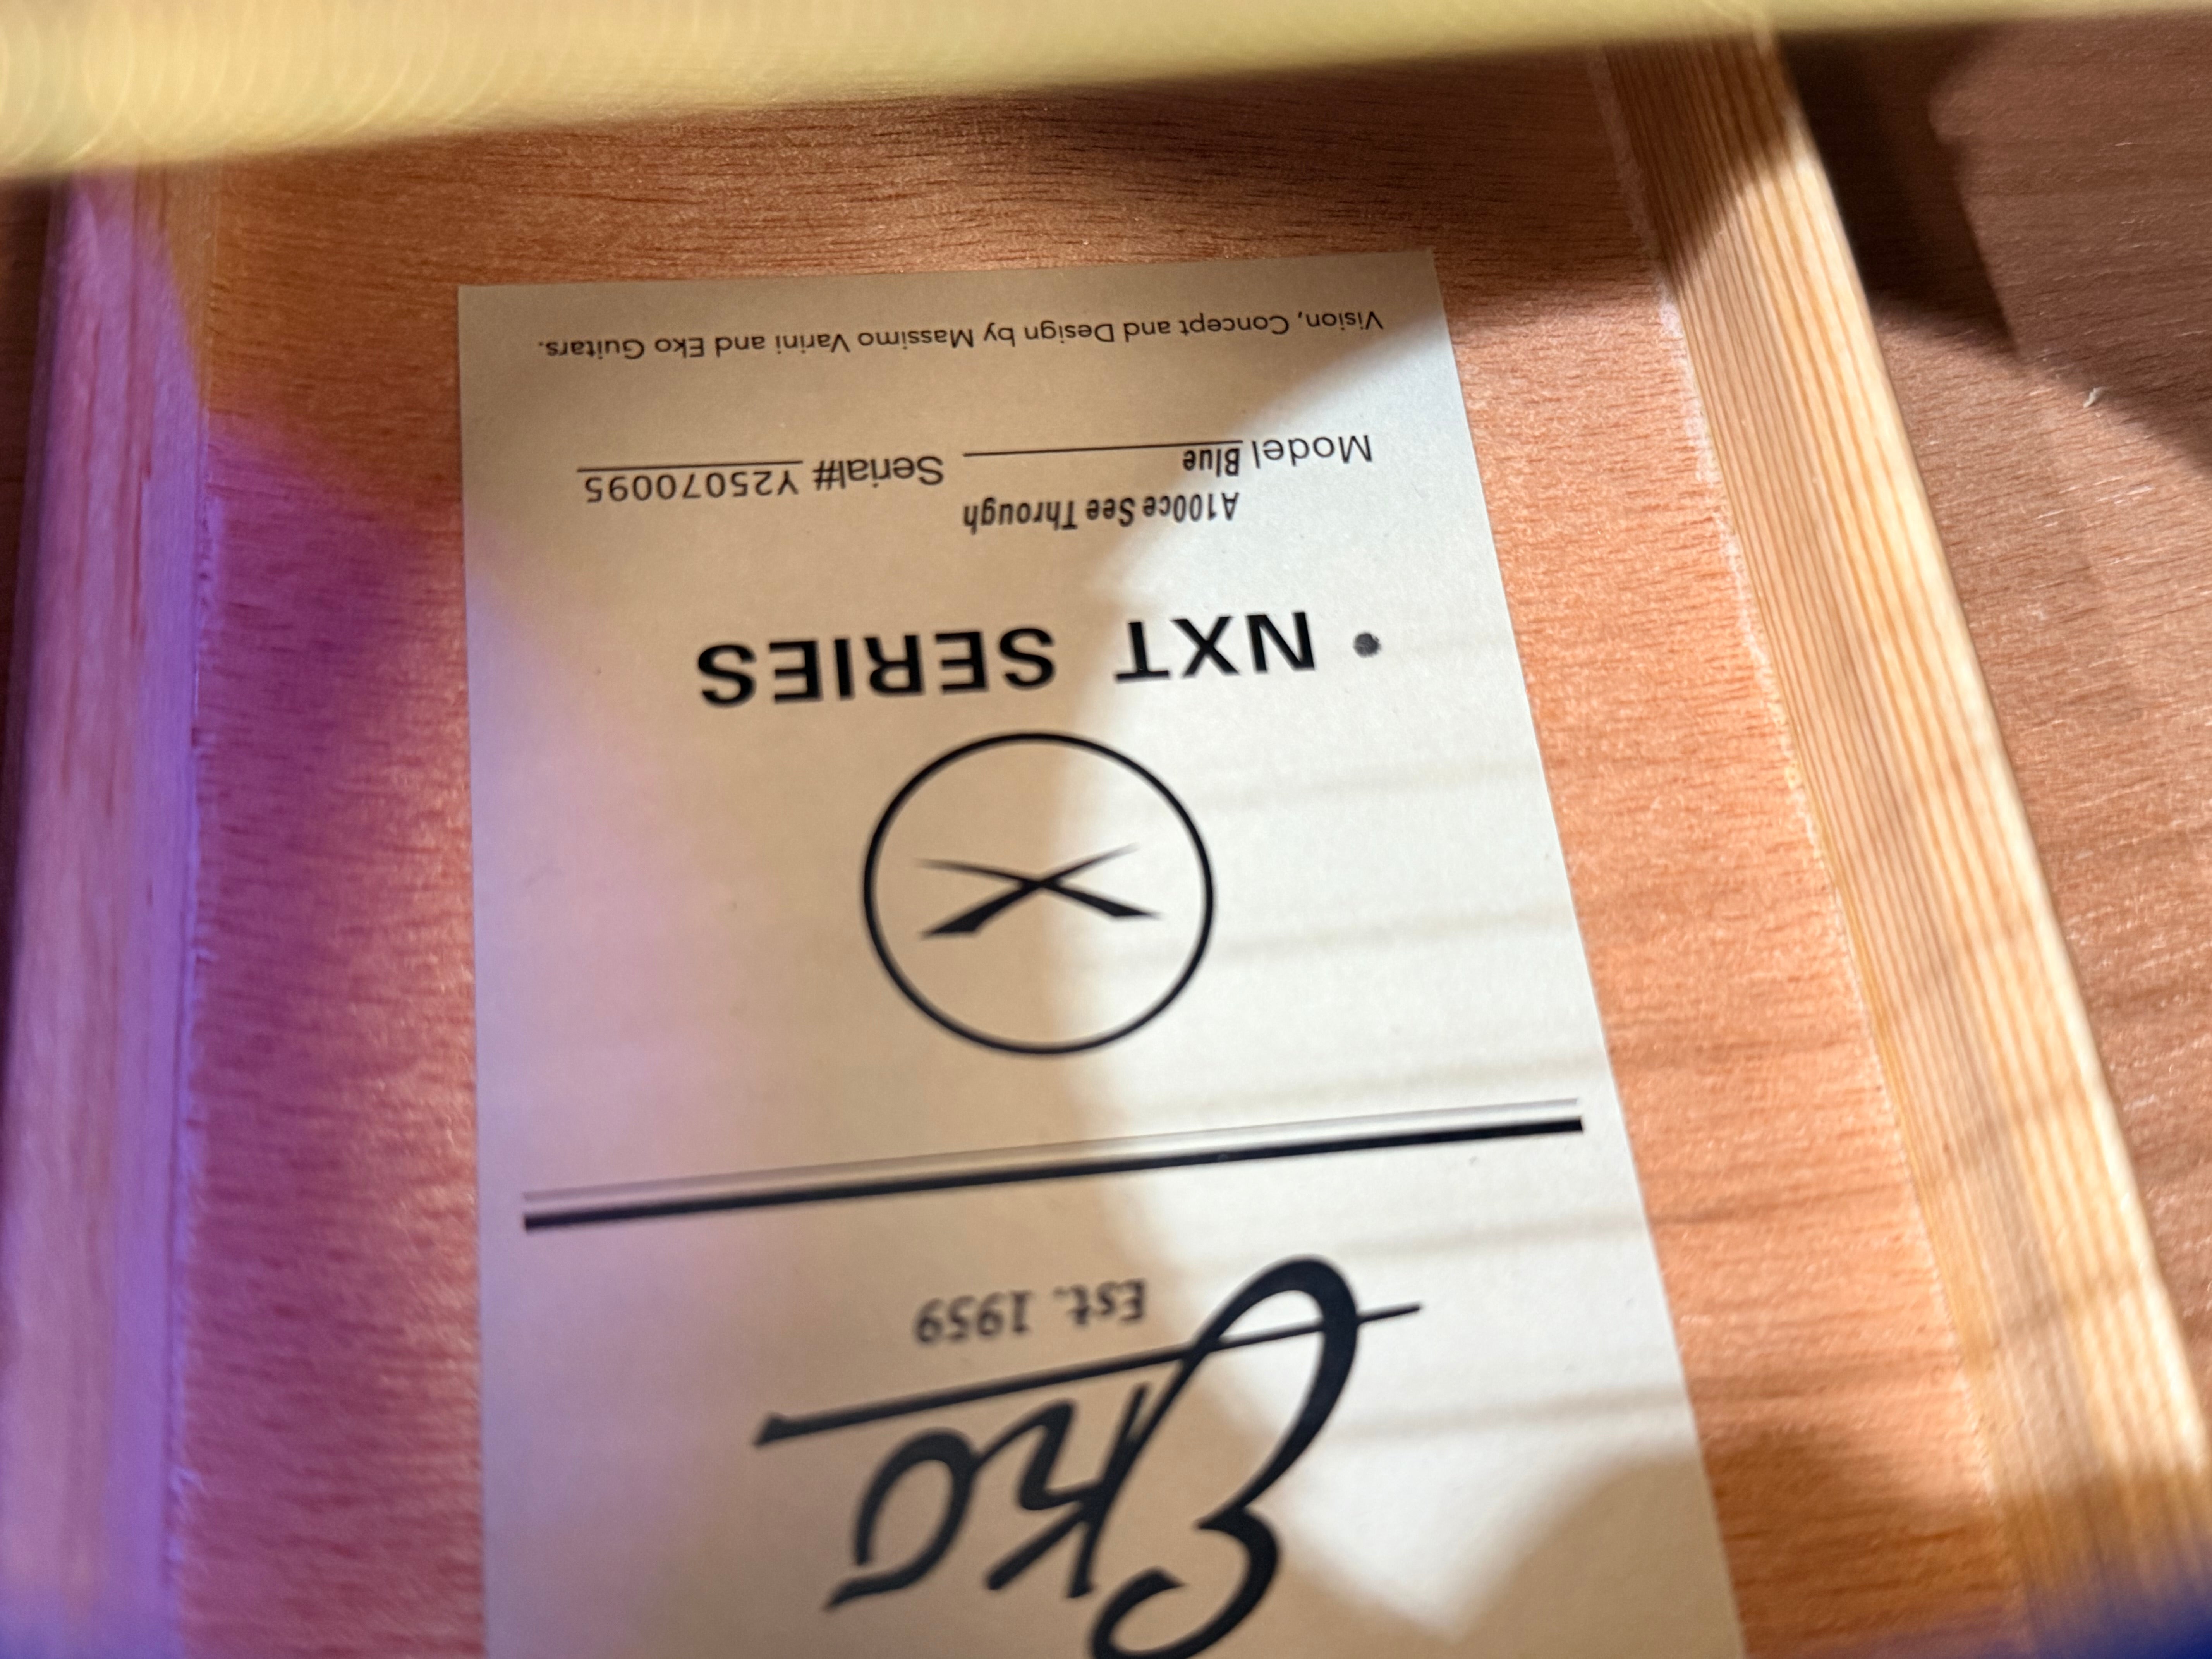 Eko
Est. 1959
• NXT SERIES
A100ce See Through
Model Blue Serial# Y25070095
Vision, Concept and Design by Massimo Varini and Eko Guitars.